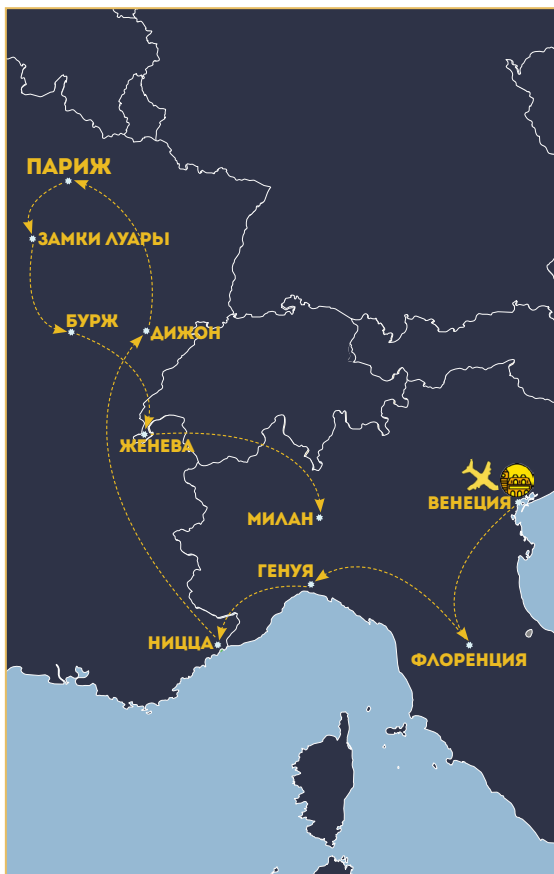 ПАРИЖ
ЗАМКИ ЛУАРЫ
БУРЖ
ДИЖОН
ЖЕНЕВА
ВЕНЕЦИЯ
МИЛАН
ГЕНУЯ
НИЦЦА
ФЛОРЕНЦИЯ